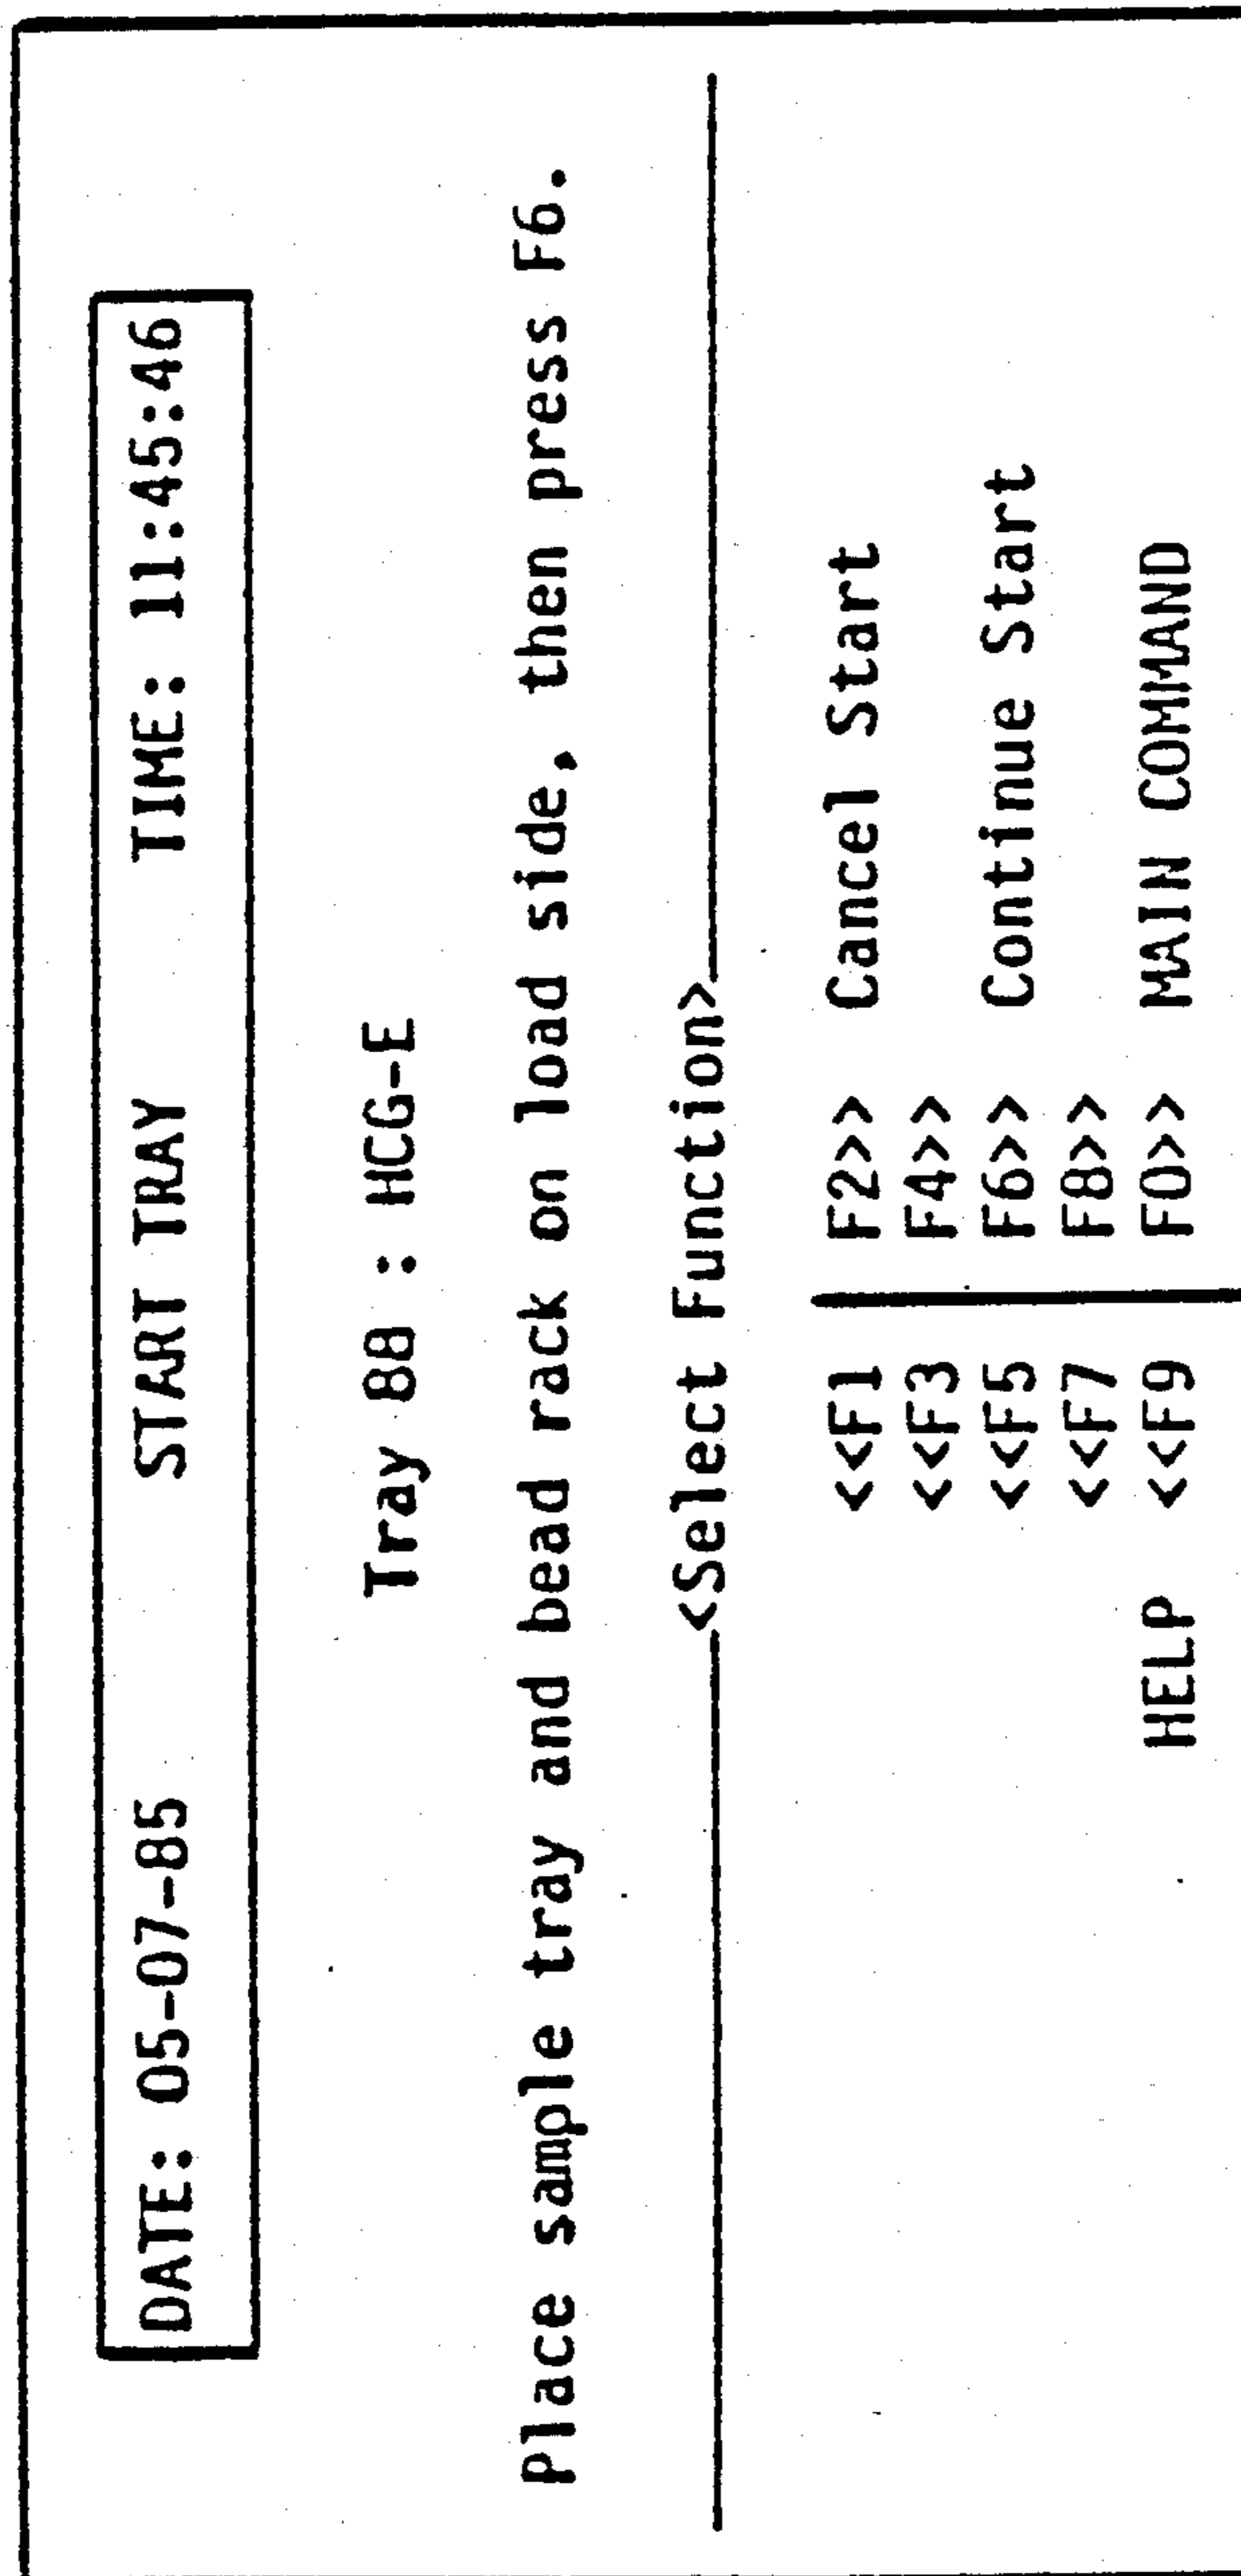 DATE: 05-07-85 START TRAY TIME: 11:45:46
Tray 88 : HCG-E
Place sample tray and bead rack on load side, then press F6.
<Select Function>
<<F1 F2>> Cancel Start
<<F3 F4>>
<<F5 F6>> Continue Start
<<F7 F8>>
HELP <<F9 F0>> MAIN COMMAND